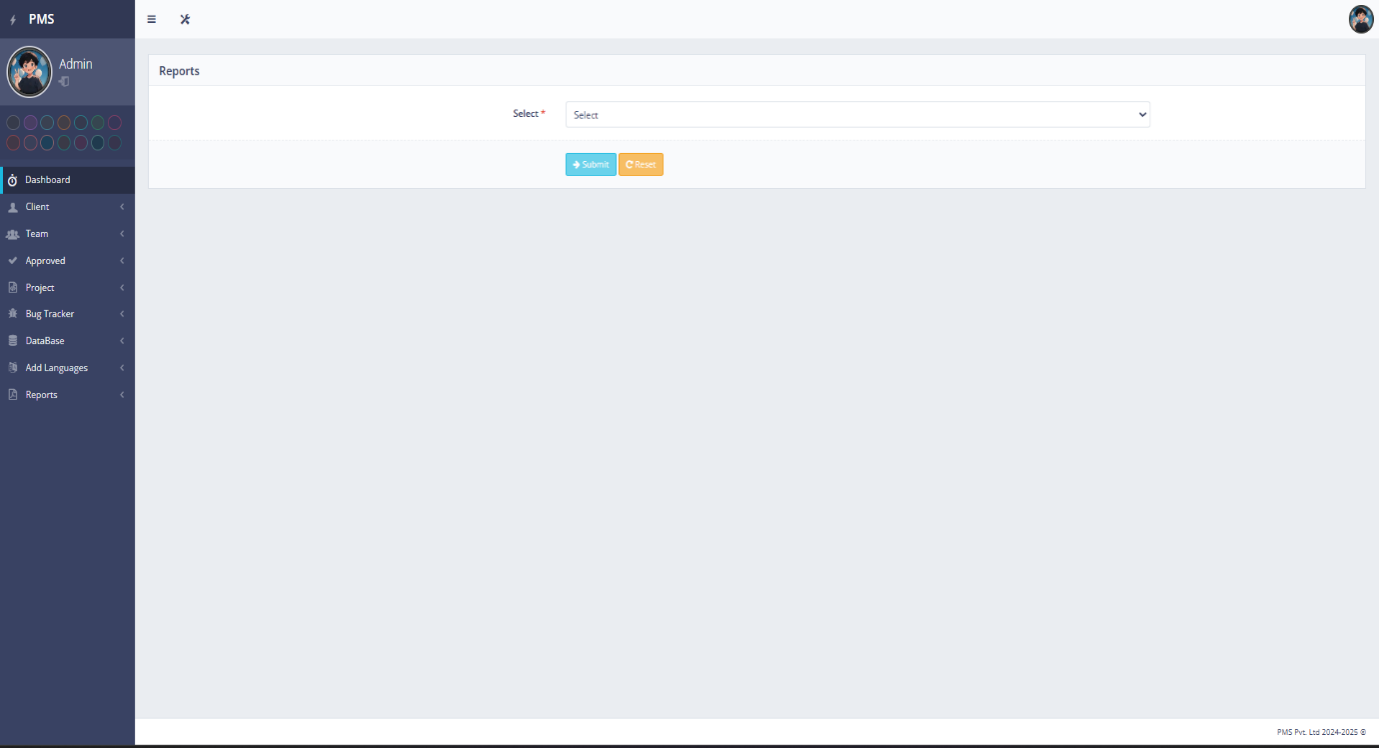 PMS
Admin
Dashboard
Client
Team
Approved
Project
Bug Tracker
DataBase
Add Languages
Reports
Reports
Select *
Select
Submit
Reset
PMS Pvt. Ltd 2024-2025 ©